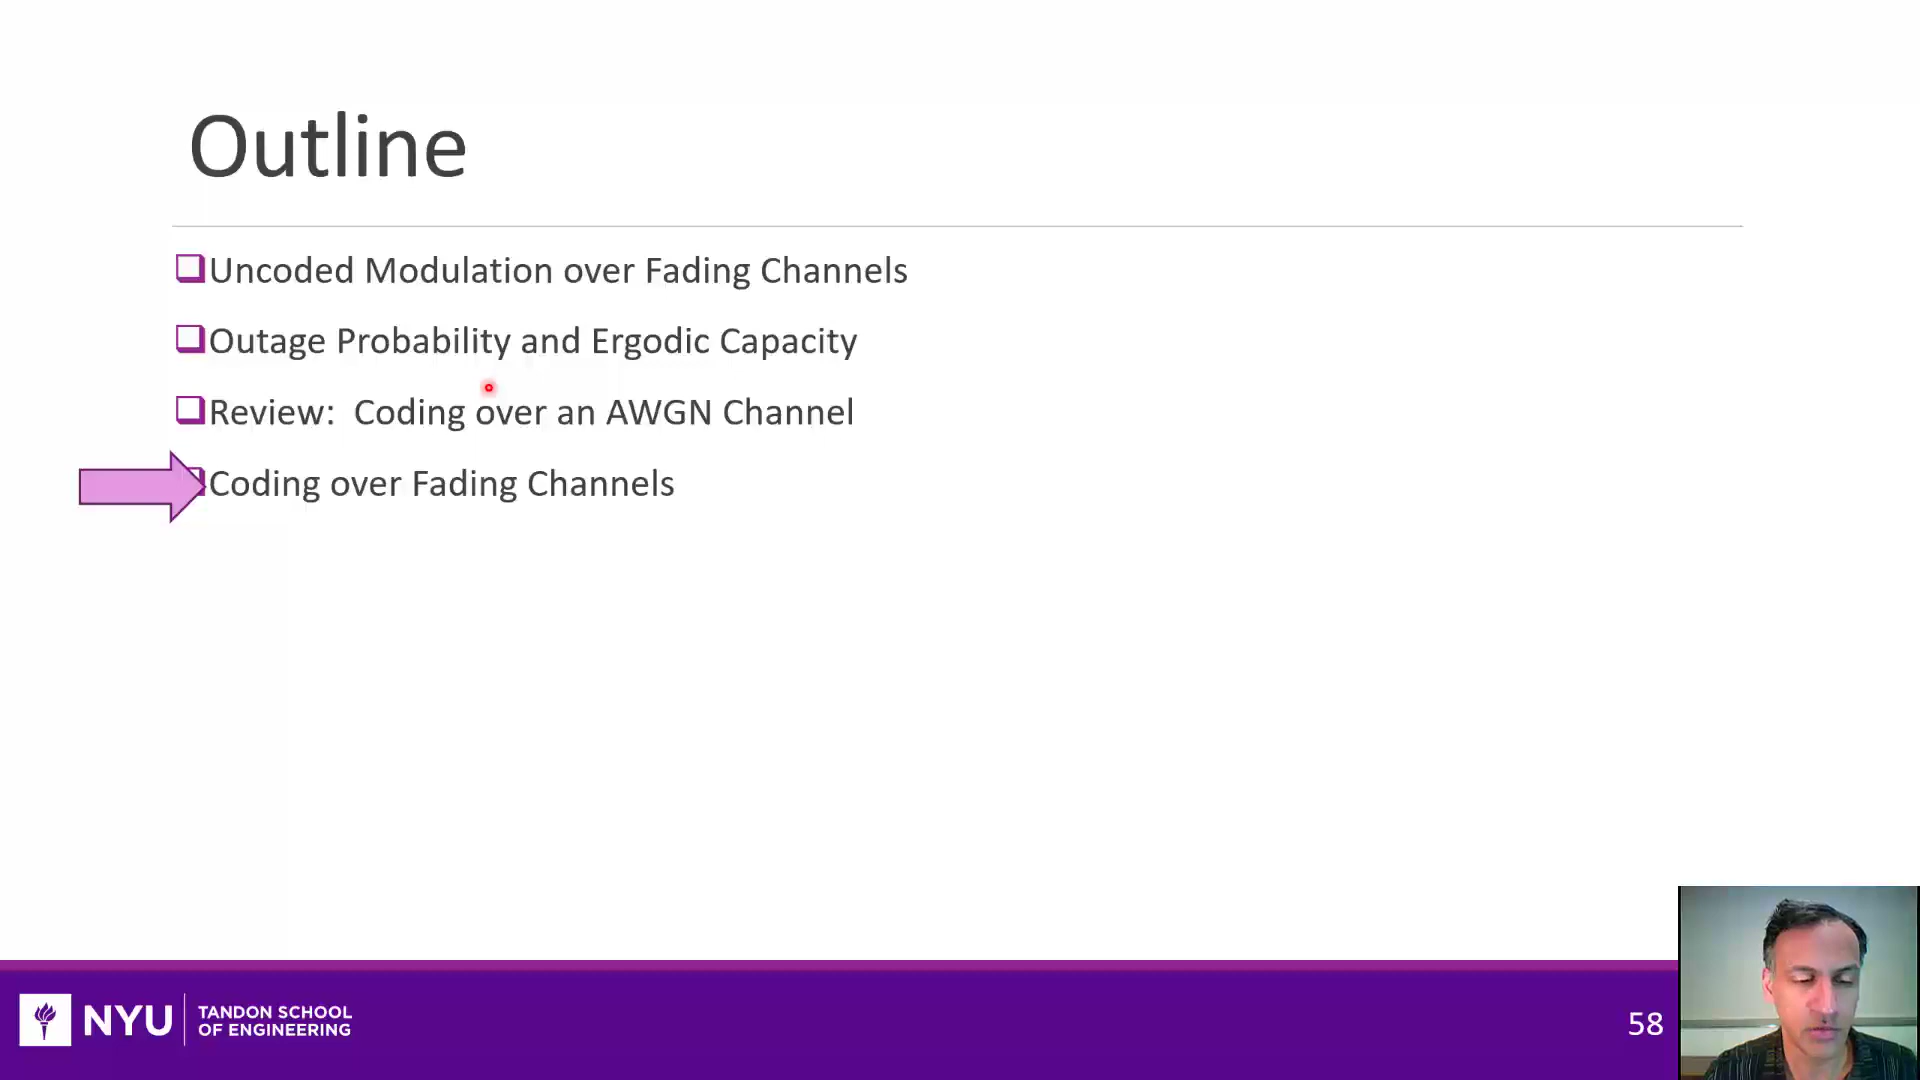 Outline
Uncoded Modulation over Fading Channels
Outage Probability and Ergodic Capacity
Review: Coding over an AWGN Channel
Coding over Fading Channels
NYU
TANDON SCHOOL
OF ENGINEERING
58